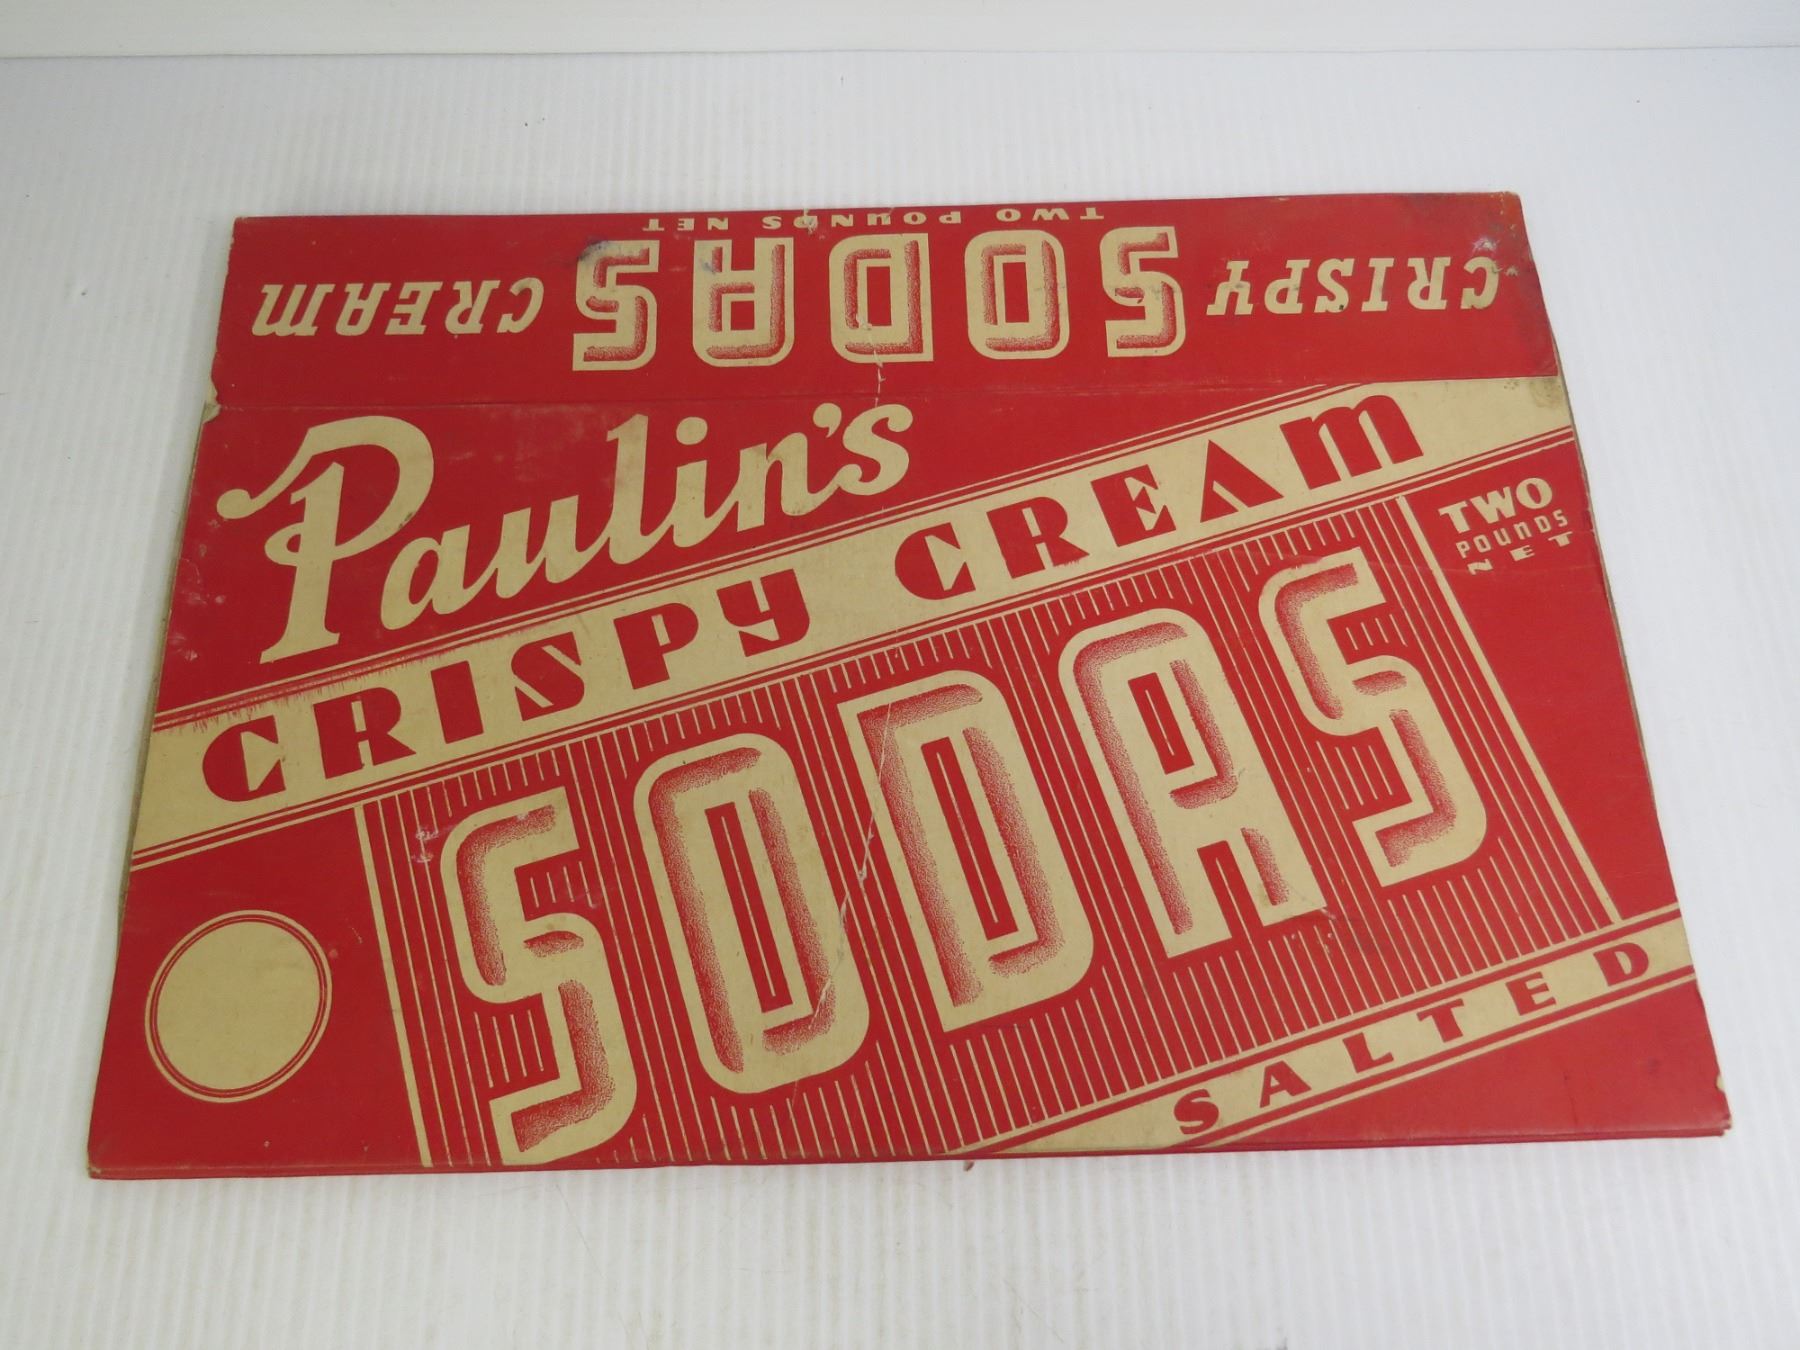 CRISPY SODAS CREAM
TWO POUNDS NET
Paulin's
CRISPY CREAM
SODAS
TWO
POUNDS
NET
SALTED